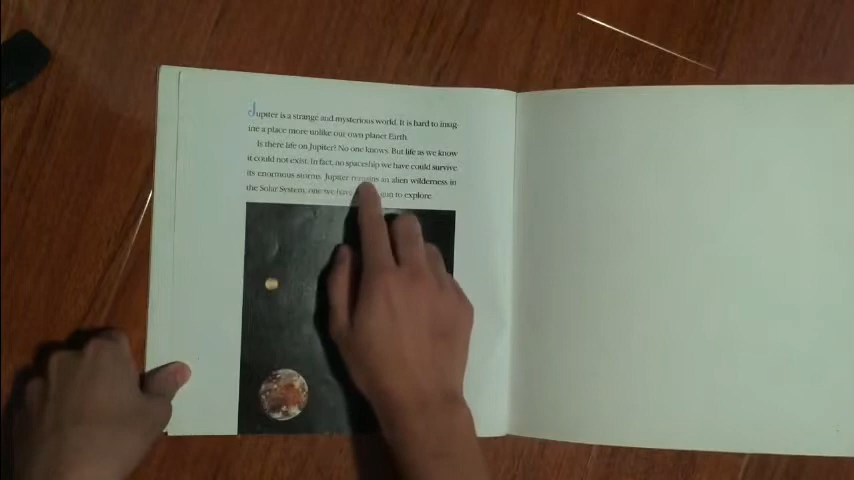 Jupiter is a strange and mysterious world. It is hard to imag-
ine a place more unlike our own planet Earth.
Is there life on Jupiter? No one knows. But life as we know
it could not exist. In fact, no spaceship we have could survive
its enormous storms. Jupiter remains an alien wilderness in
the Solar System, one we have gun to explore.